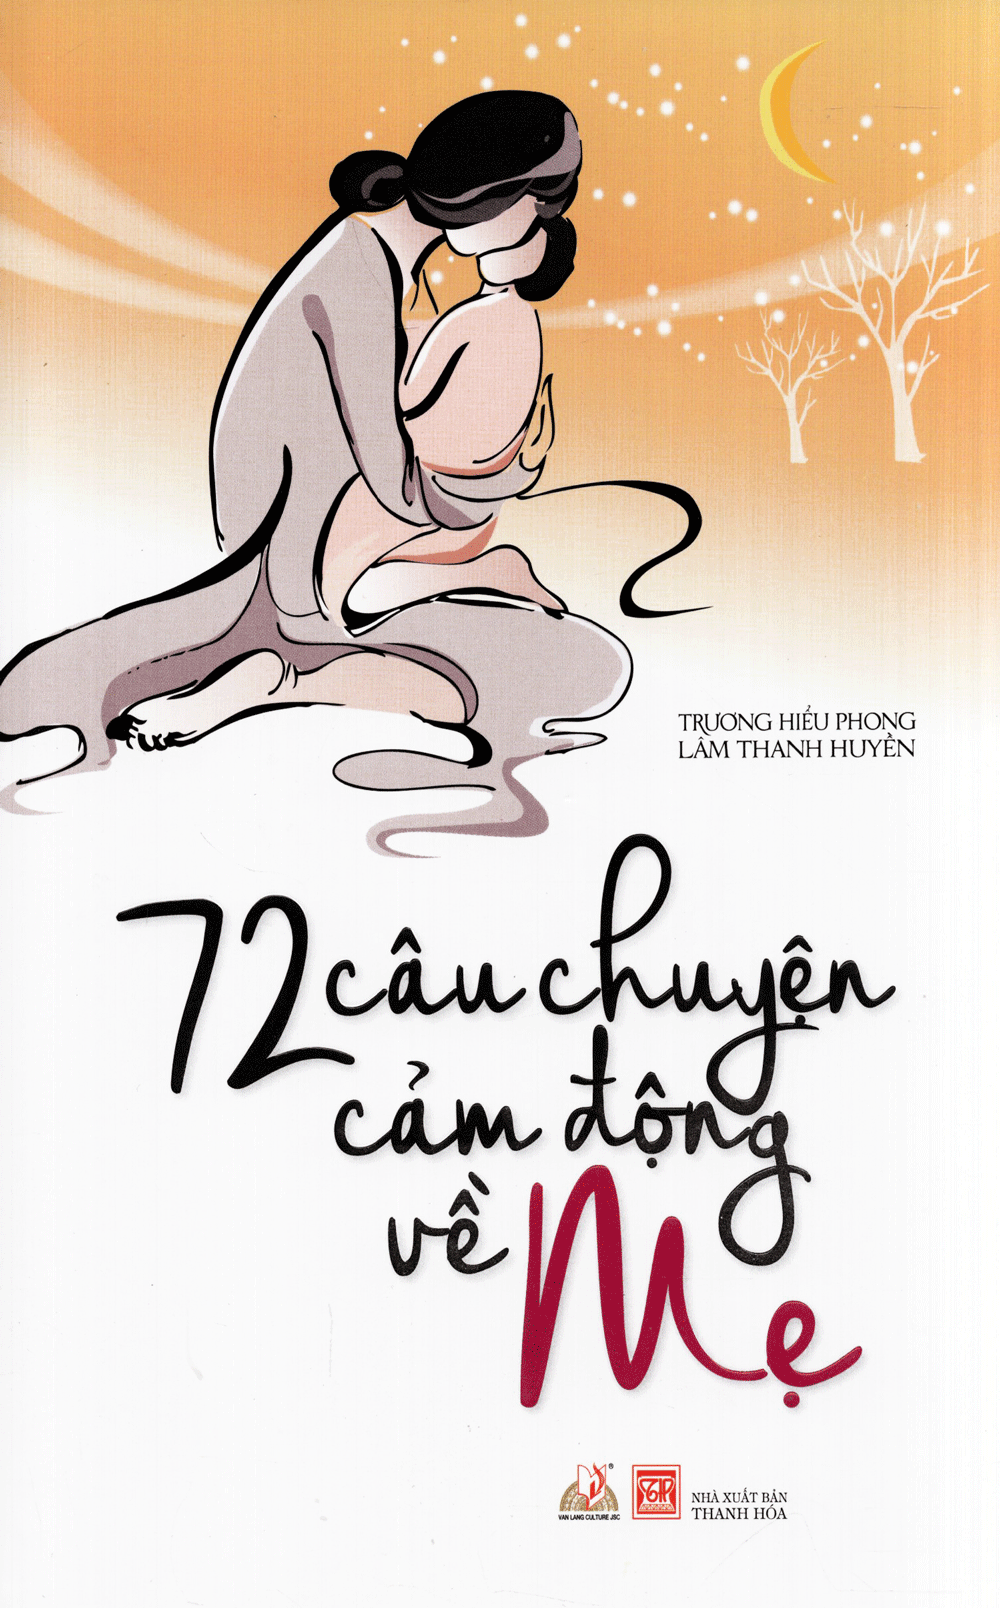 TRƯƠNG HIỂU PHONG
LÂM THANH HUYỀN
72 câu chuyện
cảm động
về Mẹ
VAN LANG CULTURE JSC
NHÀ XUẤT BẢN
THANH HÓA